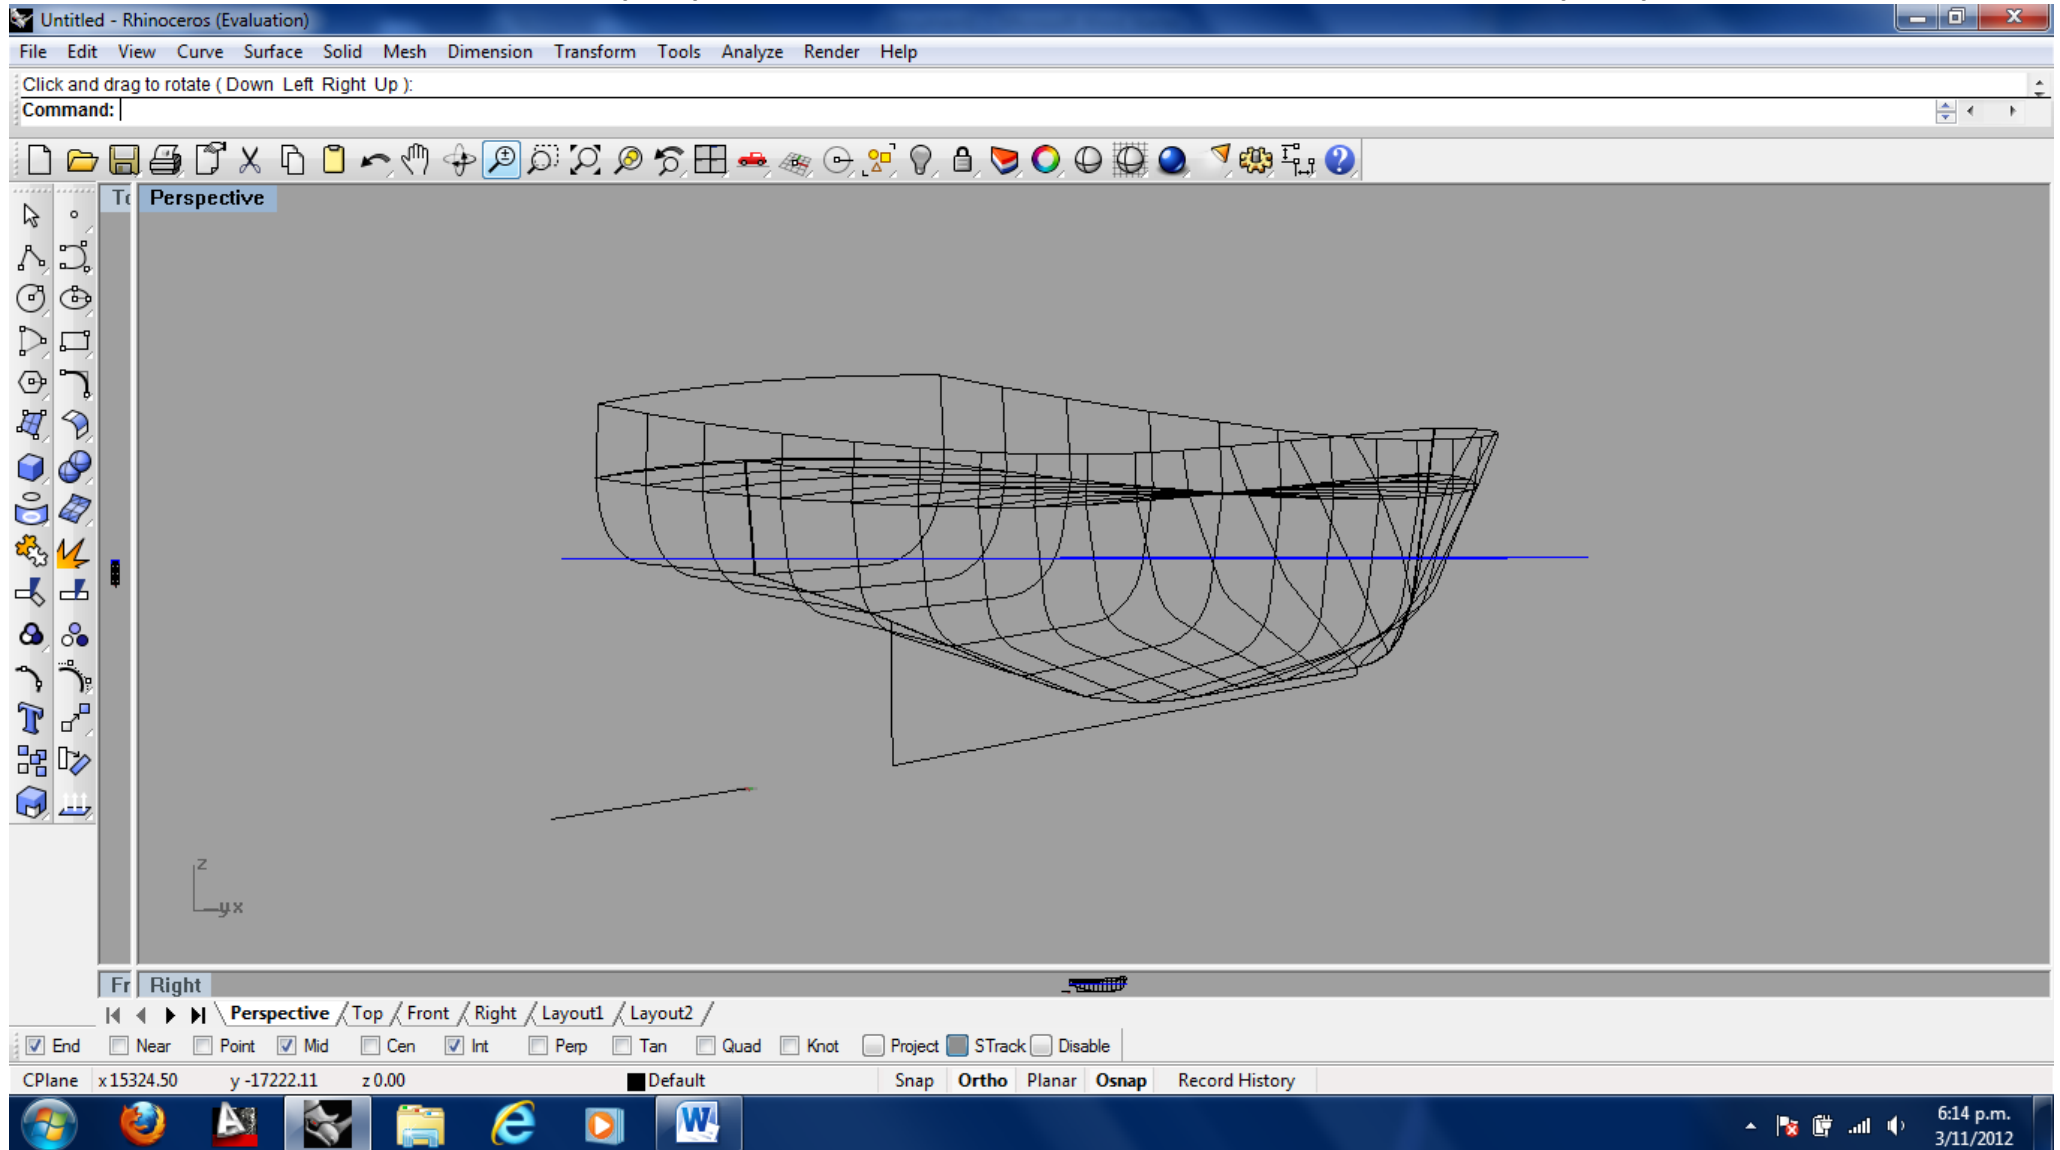 Untitled - Rhinoceros (Evaluation)
File Edit View Curve Surface Solid Mesh Dimension Transform Tools Analyze Render Help
Click and drag to rotate ( Down Left Right Up ):
Command:
To Perspective
z
y x
Fr Right
Perspective Top Front Right Layout1 Layout2
End Near Point Mid Cen Int Perp Tan Quad Knot Project STrack Disable
CPlane x 15324.50 y -17222.11 z 0.00 Default Snap Ortho Planar Osnap Record History
6:14 p.m.
3/11/2012